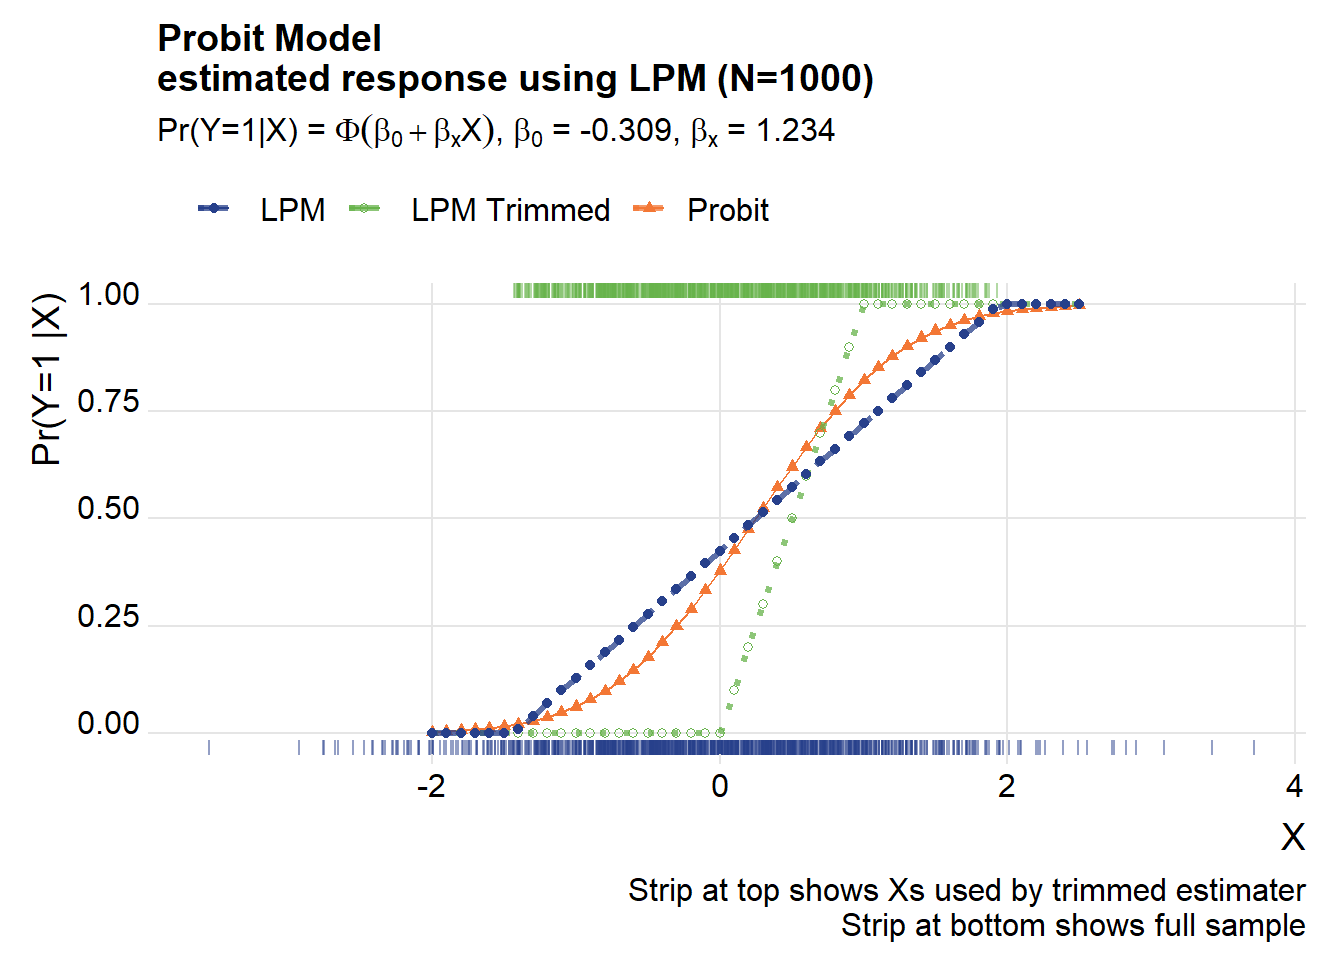 Probit Model
estimated response using LPM (N=1000)
Pr(Y=1|X) = Φ(β₀ + βₓX), β₀ = -0.309, βₓ = 1.234
LPM LPM Trimmed Probit
Pr(Y=1 |X)
1.00
0.75
0.50
0.25
0.00
-2 0 2 4
X
Strip at top shows Xs used by trimmed estimater
Strip at bottom shows full sample